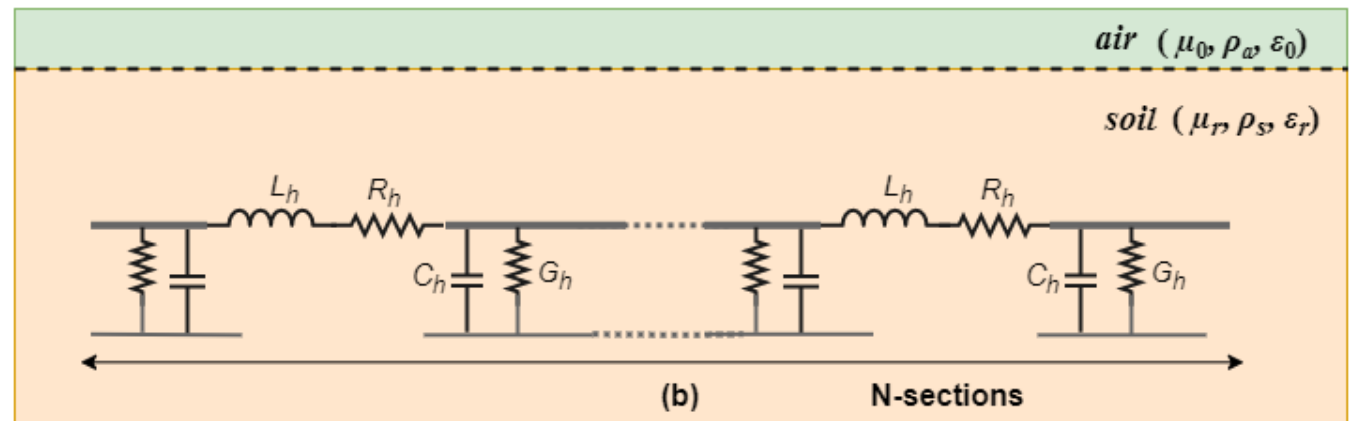 air ( μ₀, ρₐ, ε₀)
soil ( μᵣ, ρₛ, εᵣ)
Lₕ Rₕ Lₕ Rₕ
Cₕ Gₕ Cₕ Gₕ
(b) N-sections